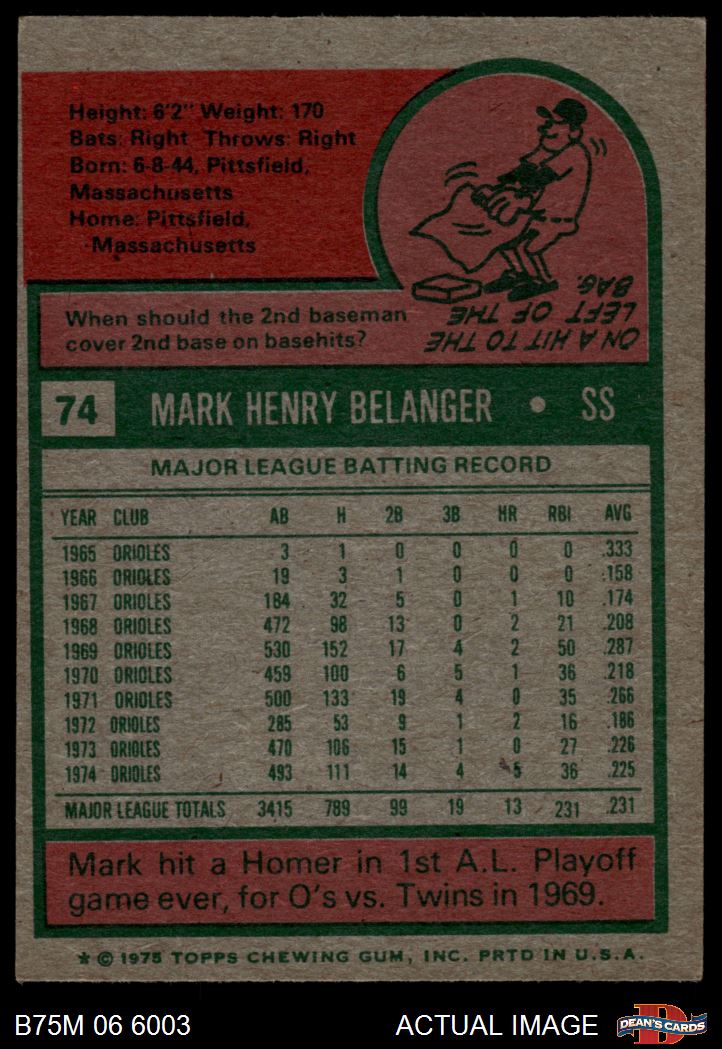 Height: 6'2" Weight: 170
Bats: Right Throws: Right
Born: 6-8-44, Pittsfield,
Massachusetts
Home: Pittsfield,
Massachusetts
When should the 2nd baseman
cover 2nd base on basehits?
ON A HIT TO THE
LEFT OF THE
BAG.
74 MARK HENRY BELANGER • SS
MAJOR LEAGUE BATTING RECORD
YEAR CLUB AB H 2B 3B HR RBI AVG
1965 ORIOLES 3 1 0 0 0 0 .333
1966 ORIOLES 19 3 1 0 0 0 .158
1967 ORIOLES 184 32 5 0 1 10 .174
1968 ORIOLES 472 98 13 0 2 21 .208
1969 ORIOLES 530 152 17 4 2 50 .287
1970 ORIOLES 459 100 6 5 1 36 .218
1971 ORIOLES 500 133 19 4 0 35 .266
1972 ORIOLES 285 53 9 1 2 16 .186
1973 ORIOLES 470 106 15 1 0 27 .226
1974 ORIOLES 493 111 14 4 5 36 .225
MAJOR LEAGUE TOTALS 3415 789 99 19 13 231 .231
Mark hit a Homer in 1st A.L. Playoff
game ever, for O's vs. Twins in 1969.
* © 1975 TOPPS CHEWING GUM, INC. PRTD IN U.S.A.
B75M 06 6003 ACTUAL IMAGE D
DEAN'S CARDS